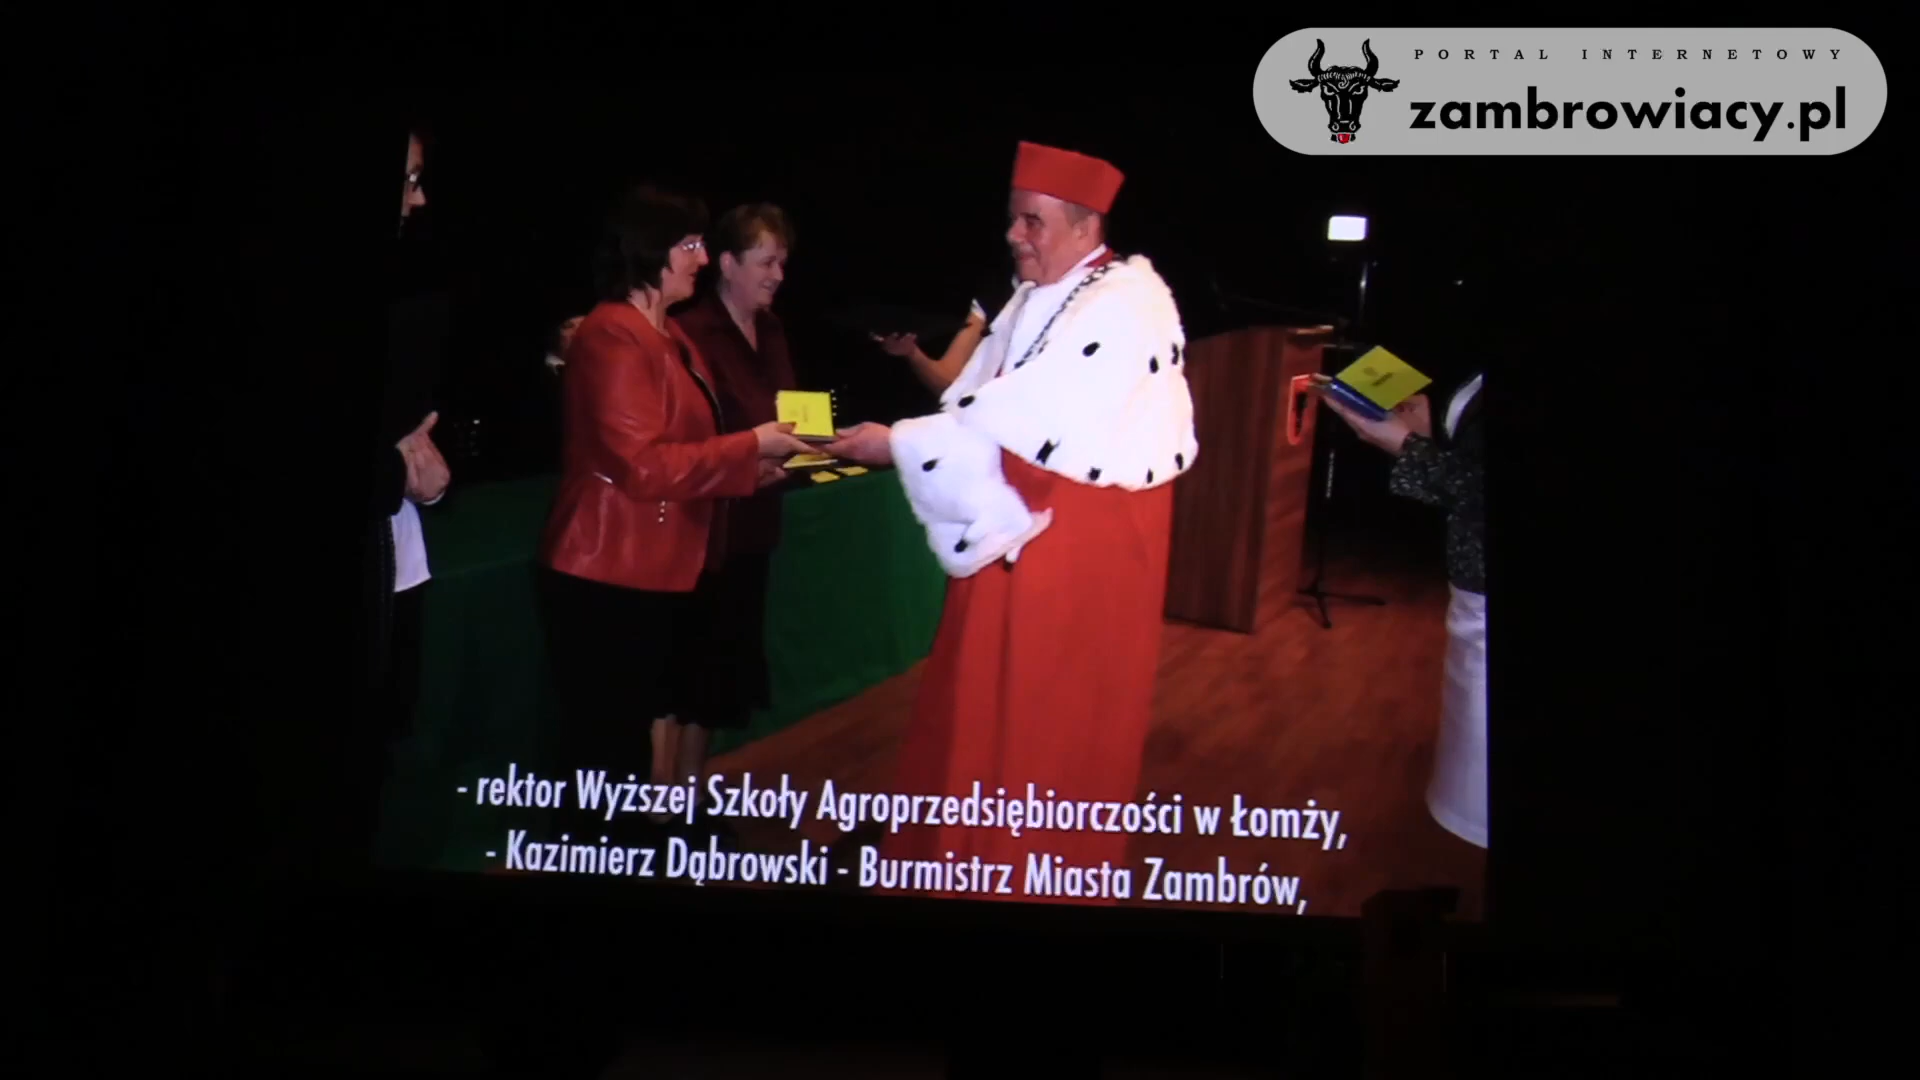 PORTAL INTERNETOWY
zambrowiacy.pl
- rektor Wyższej Szkoły Agroprzedsiębiorczości w Łomży,
- Kazimierz Dąbrowski - Burmistrz Miasta Zambrów,